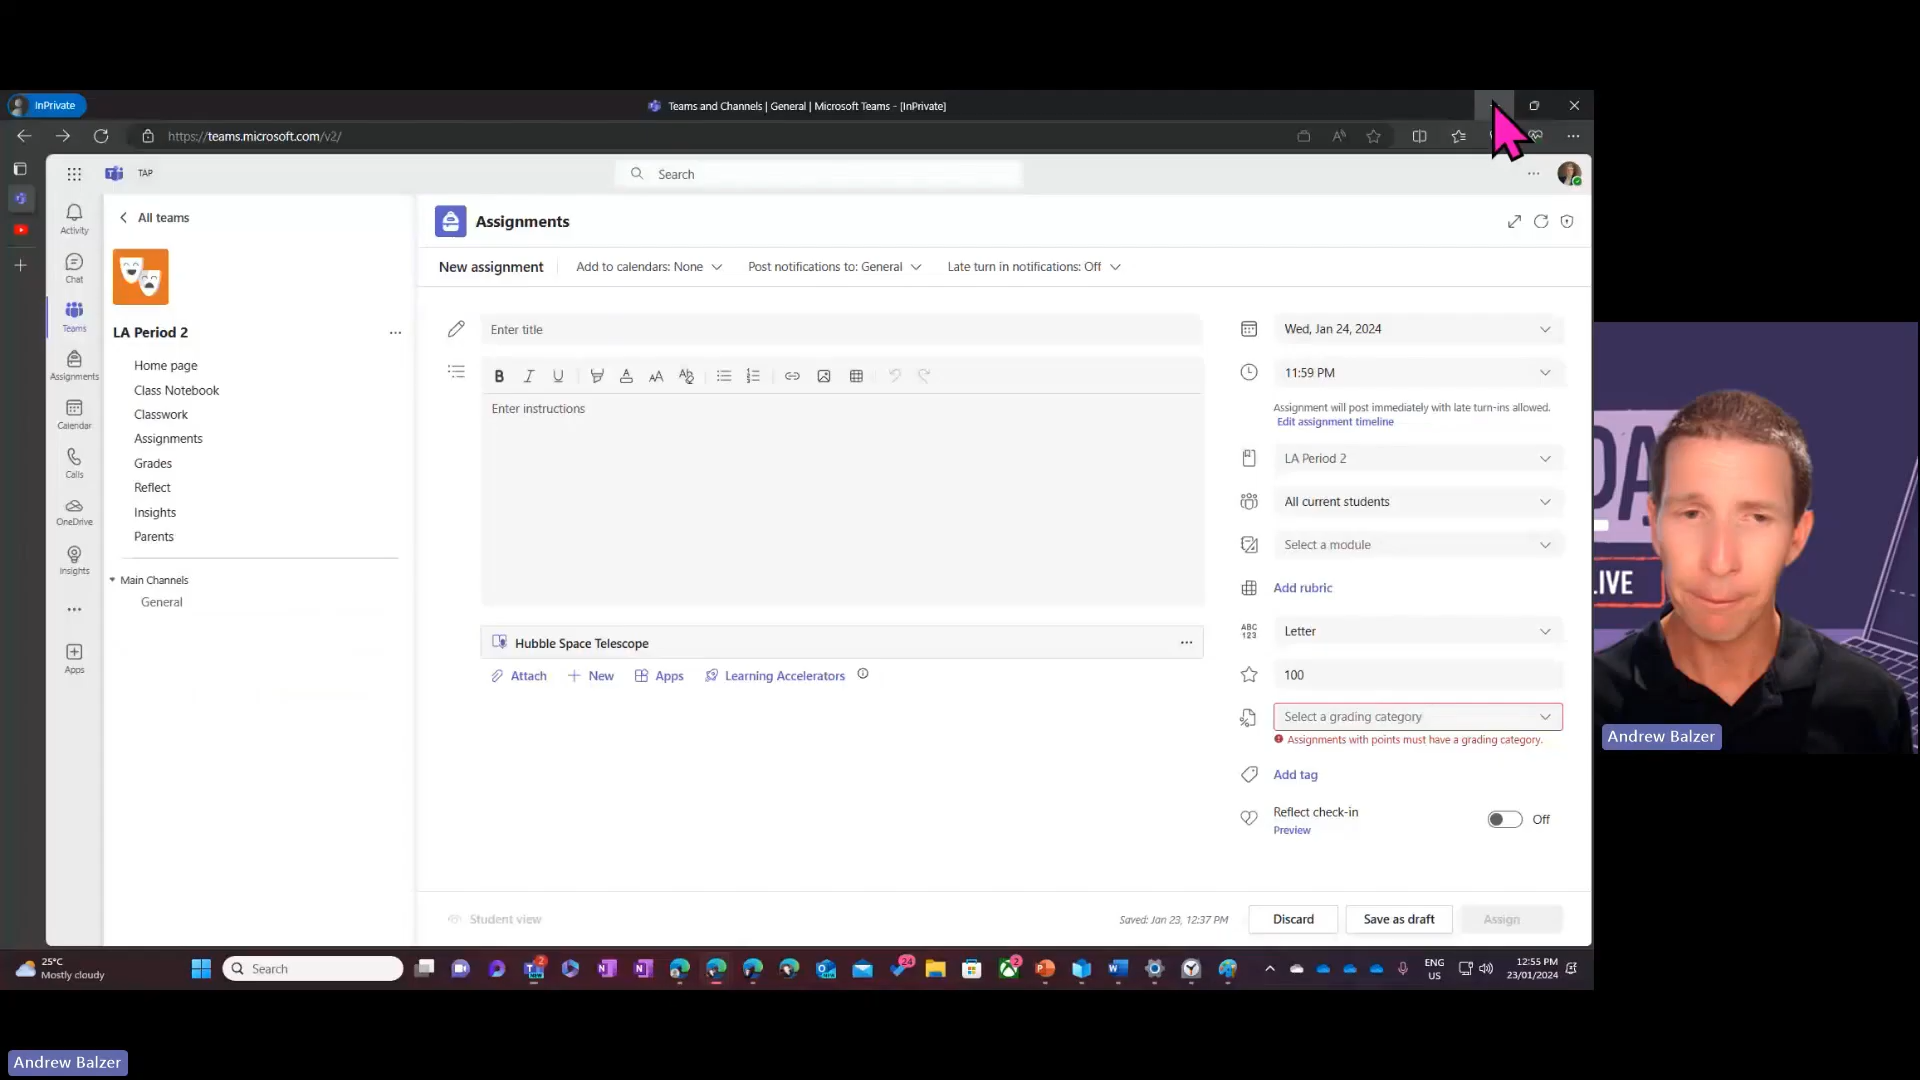 InPrivate
Teams and Channels | General | Microsoft Teams - [InPrivate]
https://teams.microsoft.com/v2/
TAP
Search
Activity
Chat
Teams
Assignments
Calendar
Calls
OneDrive
Insights
Apps
All teams
LA Period 2
Home page
Class Notebook
Classwork
Assignments
Grades
Reflect
Insights
Parents
Main Channels
General
Assignments
New assignment
Add to calendars: None
Post notifications to: General
Late turn in notifications: Off
Enter title
Enter instructions
Hubble Space Telescope
Attach
New
Apps
Learning Accelerators
Wed, Jan 24, 2024
11:59 PM
Assignment will post immediately with late turn-ins allowed.
Edit assignment timeline
LA Period 2
All current students
Select a module
Add rubric
ABC
123
Letter
100
Select a grading category
Assignments with points must have a grading category.
Add tag
Reflect check-in
Off
Preview
Student view
Saved: Jan 23, 12:37 PM
Discard
Save as draft
Assign
IVE
Andrew Balzer
25°C
Mostly cloudy
Search
2
24
2
ENG
US
12:55 PM
23/01/2024
Andrew Balzer